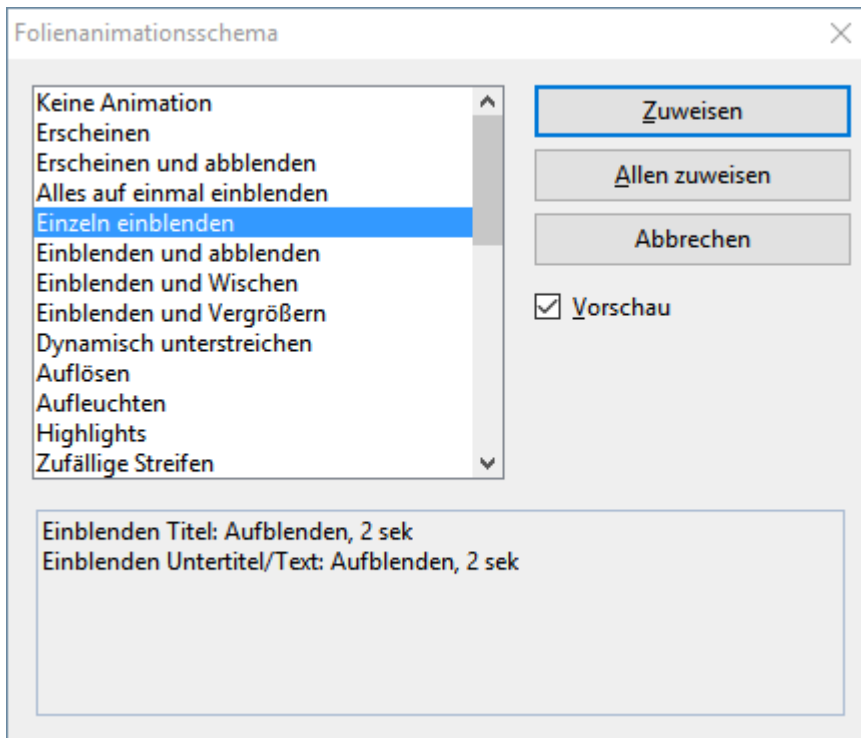 Folienanimationsschema
Keine Animation
Erscheinen
Erscheinen und abblenden
Alles auf einmal einblenden
Einzeln einblenden
Einblenden und abblenden
Einblenden und Wischen
Einblenden und Vergrößern
Dynamisch unterstreichen
Auflösen
Aufleuchten
Highlights
Zufällige Streifen
Zuweisen
Allen zuweisen
Abbrechen
Vorschau
Einblenden Titel: Aufblenden, 2 sek
Einblenden Untertitel/Text: Aufblenden, 2 sek